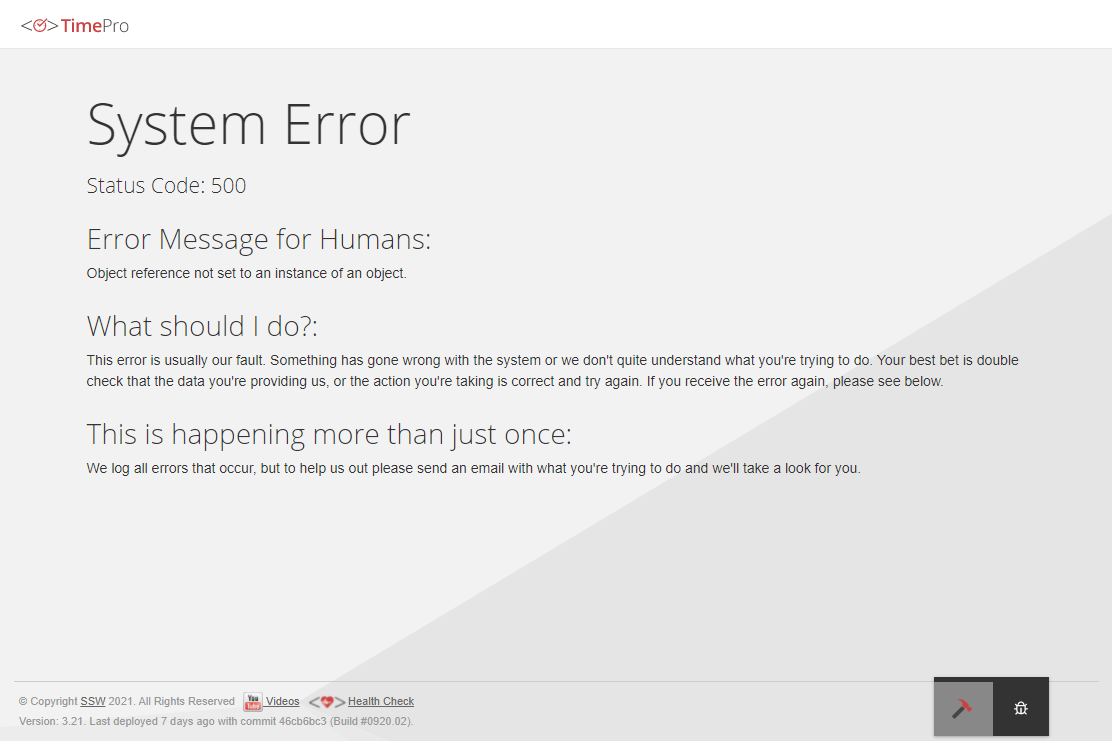 <> TimePro
System Error
Status Code: 500
Error Message for Humans:
Object reference not set to an instance of an object.
What should I do?:
This error is usually our fault. Something has gone wrong with the system or we don't quite understand what you're trying to do. Your best bet is double
check that the data you're providing us, or the action you're taking is correct and try again. If you receive the error again, please see below.
This is happening more than just once:
We log all errors that occur, but to help us out please send an email with what you're trying to do and we'll take a look for you.
© Copyright SSW 2021. All Rights Reserved You Tube Videos <> Health Check
Version: 3.21. Last deployed 7 days ago with commit 46cb6bc3 (Build #0920.02).